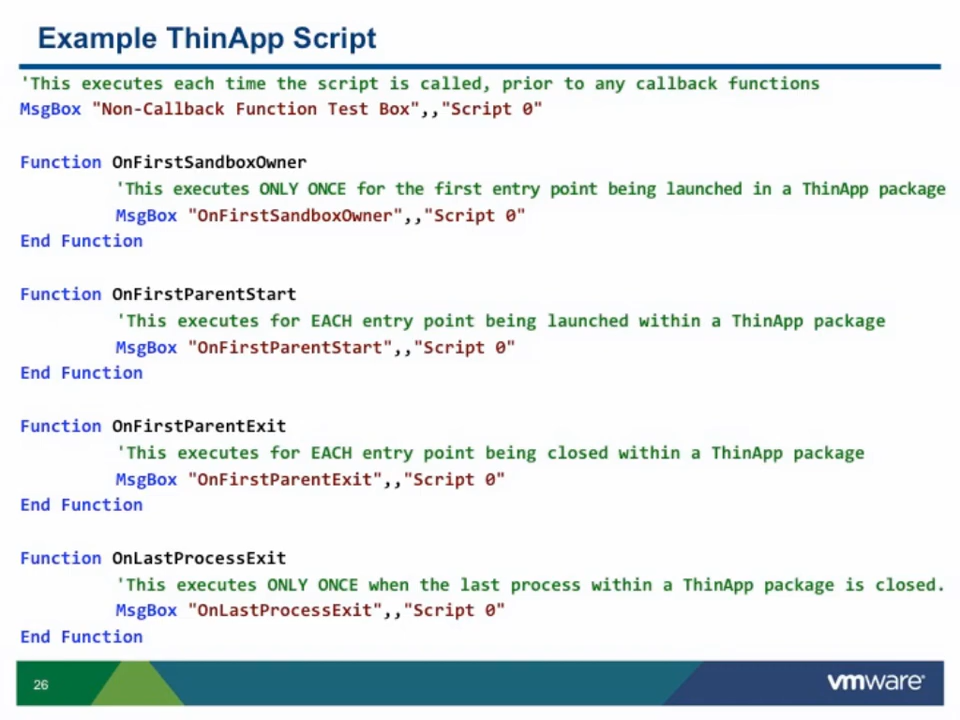 Example ThinApp Script
'This executes each time the script is called, prior to any callback functions
MsgBox "Non-Callback Function Test Box",,"Script 0"
Function OnFirstSandboxOwner
'This executes ONLY ONCE for the first entry point being launched in a ThinApp package
MsgBox "OnFirstSandboxOwner",,"Script 0"
End Function
Function OnFirstParentStart
'This executes for EACH entry point being launched within a ThinApp package
MsgBox "OnFirstParentStart",,"Script 0"
End Function
Function OnFirstParentExit
'This executes for EACH entry point being closed within a ThinApp package
MsgBox "OnFirstParentExit",,"Script 0"
End Function
Function OnLastProcessExit
'This executes ONLY ONCE when the last process within a ThinApp package is closed.
MsgBox "OnLastProcessExit",,"Script 0"
End Function
26
vmware®